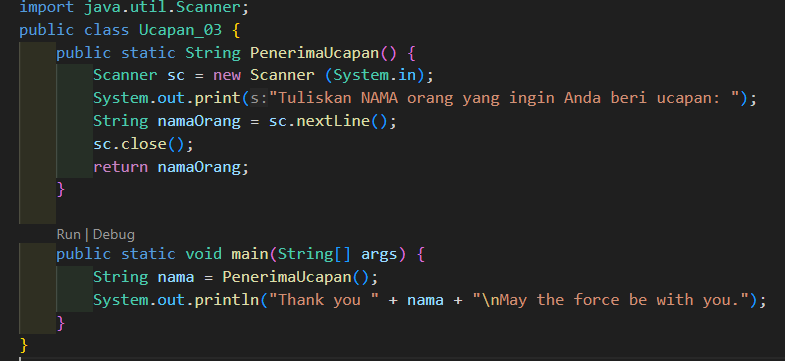 import java.util.Scanner;
public class Ucapan_03 {
public static String PenerimaUcapan() {
Scanner sc = new Scanner (System.in);
System.out.print(s:"Tuliskan NAMA orang yang ingin Anda beri ucapan: ");
String namaOrang = sc.nextLine();
sc.close();
return namaOrang;
}
Run | Debug
public static void main(String[] args) {
String nama = PenerimaUcapan();
System.out.println("Thank you " + nama + "\nMay the force be with you.");
}
}